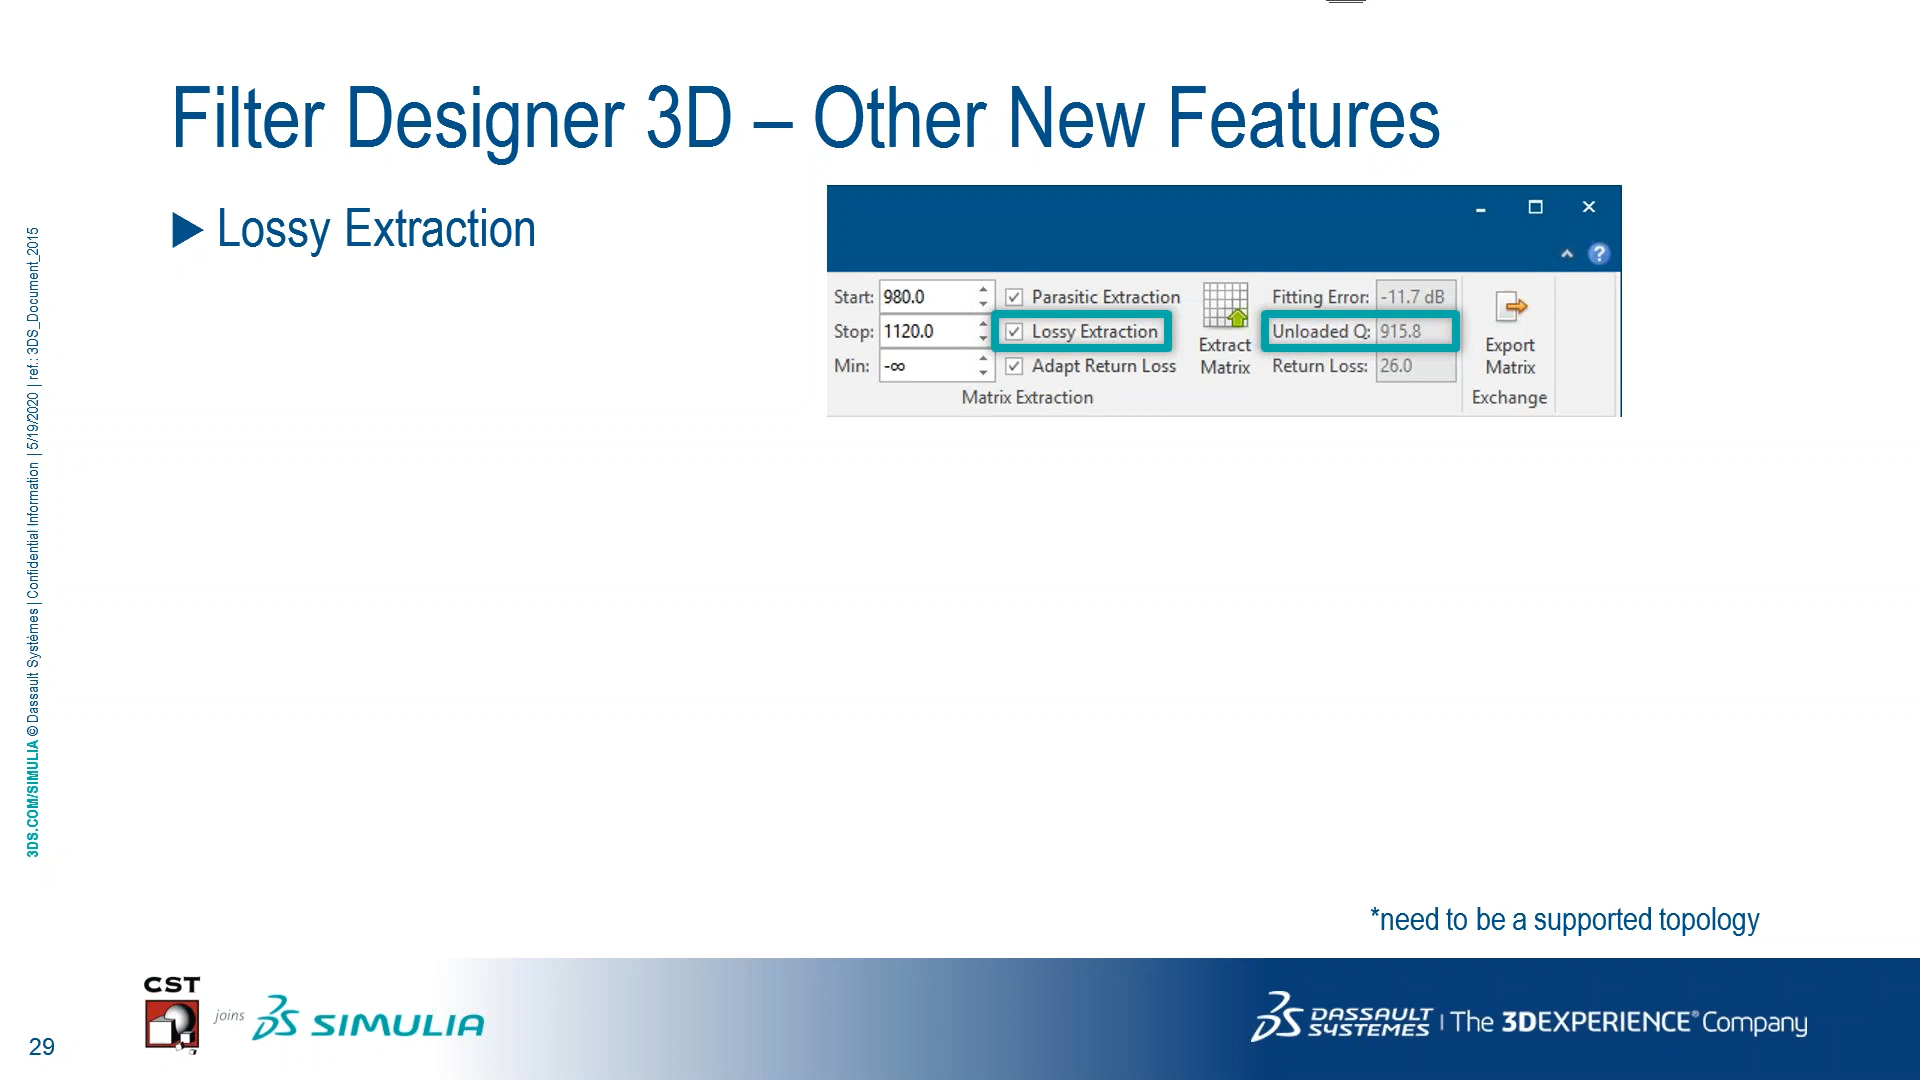 Filter Designer 3D – Other New Features
Lossy Extraction
Start: 980.0
Parasitic Extraction
Fitting Error: -11.7 dB
Stop: 1120.0
Lossy Extraction
Unloaded Q: 915.8
Min: -∞
Adapt Return Loss
Return Loss: 26.0
Extract
Matrix
Export
Matrix
Matrix Extraction
Exchange
3DS.COM/SIMULIA © Dassault Systèmes | Confidential Information | 5/19/2020 | ref.: 3DS_Document_2015
*need to be a supported topology
CST
joins
SIMULIA
DASSAULT
SYSTEMES | The 3DEXPERIENCE® Company
29